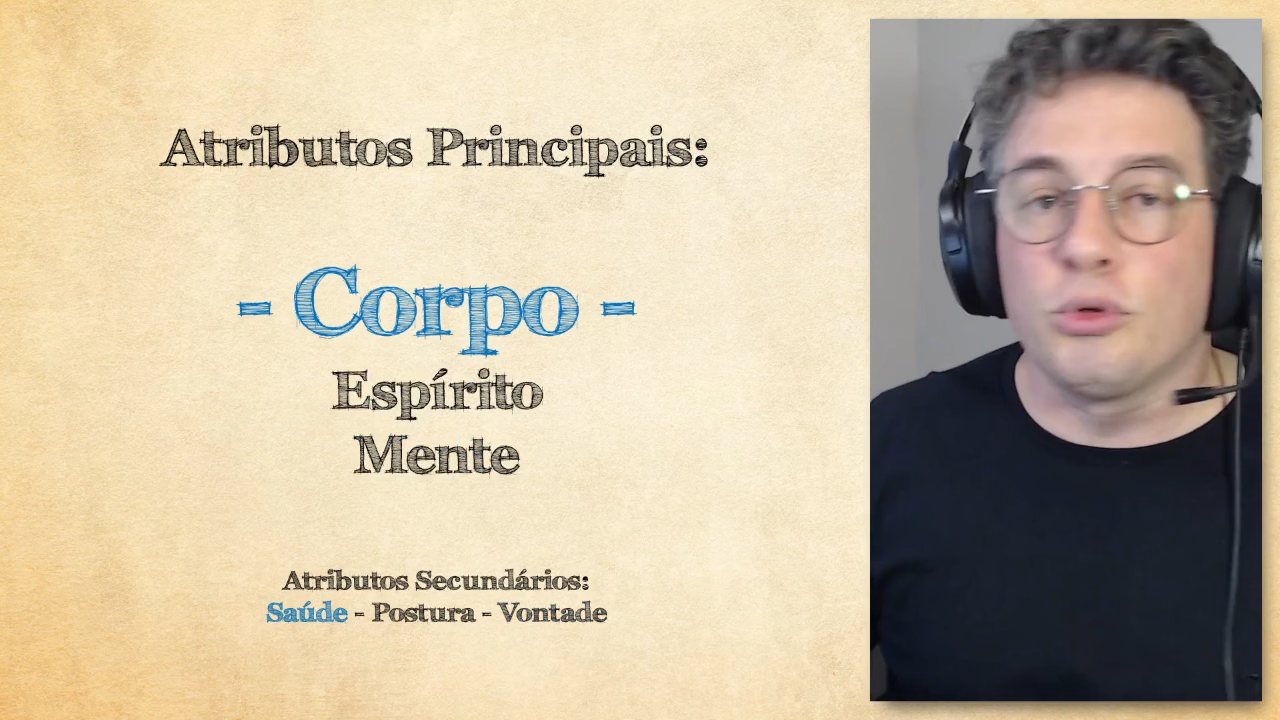 Atributos Principais:
- Corpo -
Espírito
Mente
Atributos Secundários:
Saúde - Postura - Vontade